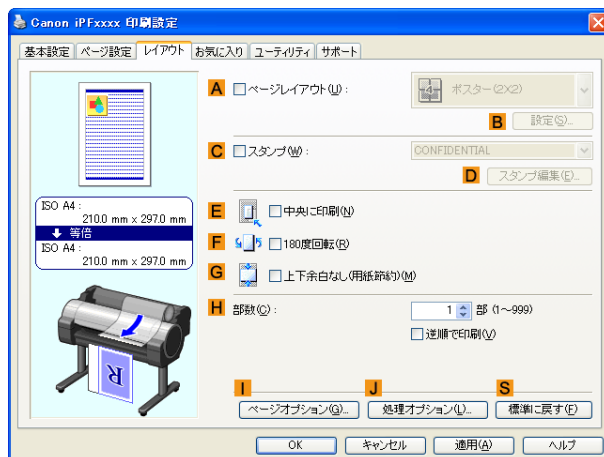 Canon iPFxxxx 印刷設定
基本設定 ページ設定 レイアウト お気に入り ユーティリティ サポート
A ページレイアウト(U) : 4 ポスター(2X2)
B 設定(S)...
C スタンプ(W) : CONFIDENTIAL
D スタンプ編集(E)...
ISO A4 :
210.0 mm x 297.0 mm
等倍
ISO A4 :
210.0 mm x 297.0 mm
E 中央に印刷(N)
F 180度回転(R)
G 上下余白なし(用紙節約)(M)
H 部数(C) : 1 部 (1~999)
逆順で印刷(V)
R
I J S
ページオプション(G)... 処理オプション(L)... 標準に戻す(F)
OK キャンセル 適用(A) ヘルプ